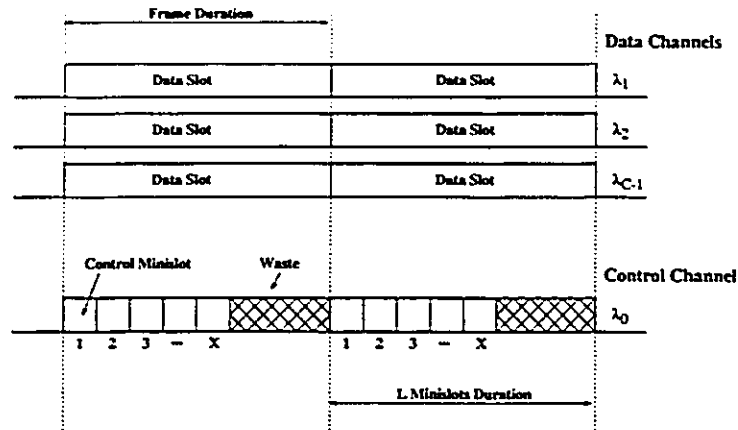 Frame Duration
Data Channels
Data Slot Data Slot λ1
Data Slot Data Slot λ2
Data Slot Data Slot λC-1
Control Minislot Waste
Control Channel
λ0
1 2 3 -- X 1 2 3 -- X
L Minislots Duration